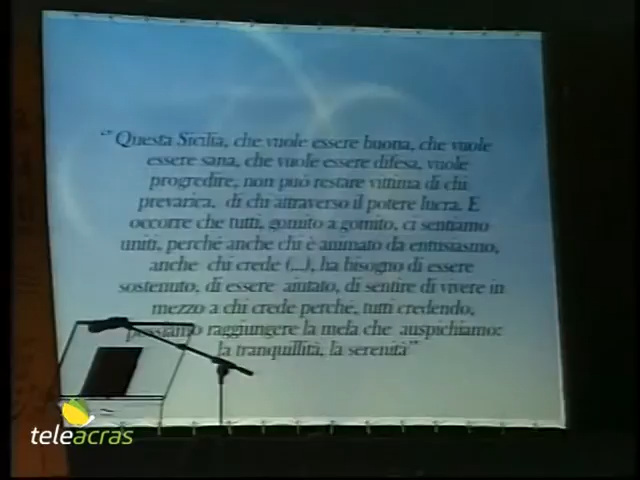 “ Questa Sicilia, che vuole essere buona, che vuole
essere sana, che vuole essere difesa, vuole
progredire, non può restare vittima di chi
prevarica, di chi attraverso il potere lucra. E
occorre che tutti, gomito a gomito, ci sentiamo
uniti, perché anche chi è animato da entusiasmo,
anche chi crede (...), ha bisogno di essere
sostenuto, di essere aiutato, di sentire di vivere in
mezzo a chi crede perché, tutti credendo,
possiamo raggiungere la mela che auspichiamo:
la tranquillità, la serenità”
teleacras